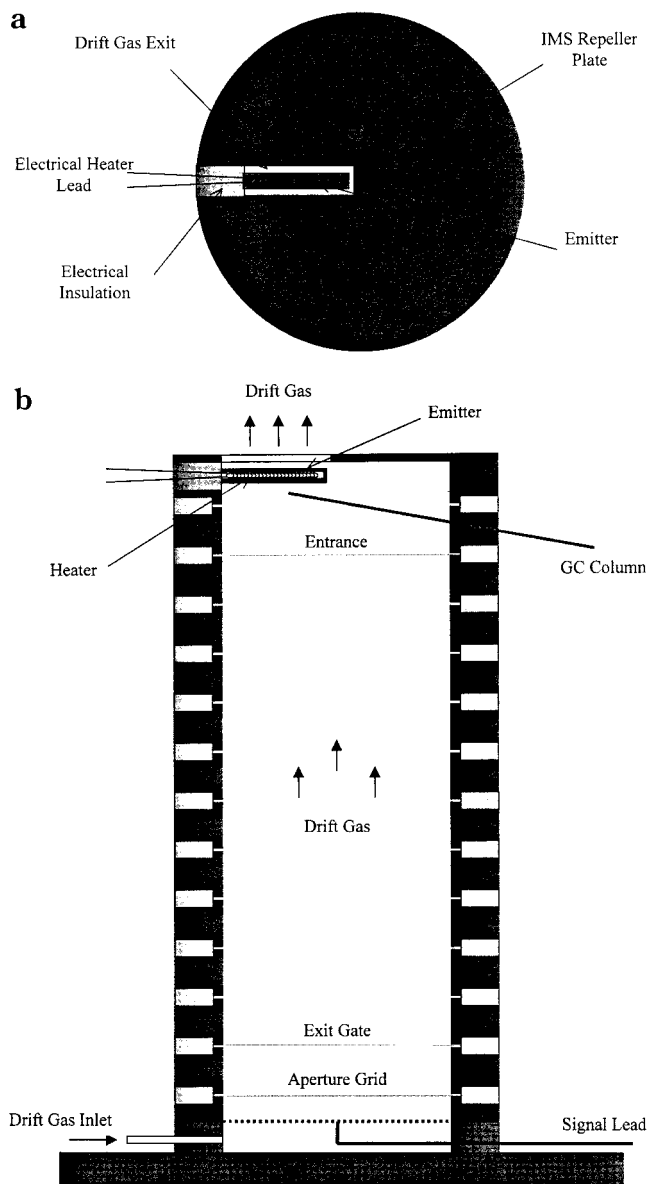 a
Drift Gas Exit
IMS Repeller
Plate
Electrical Heater
Lead
Electrical
Insulation
Emitter
b
Drift Gas
Emitter
Entrance
Heater
GC Column
Drift Gas
Exit Gate
Aperture Grid
Drift Gas Inlet
Signal Lead